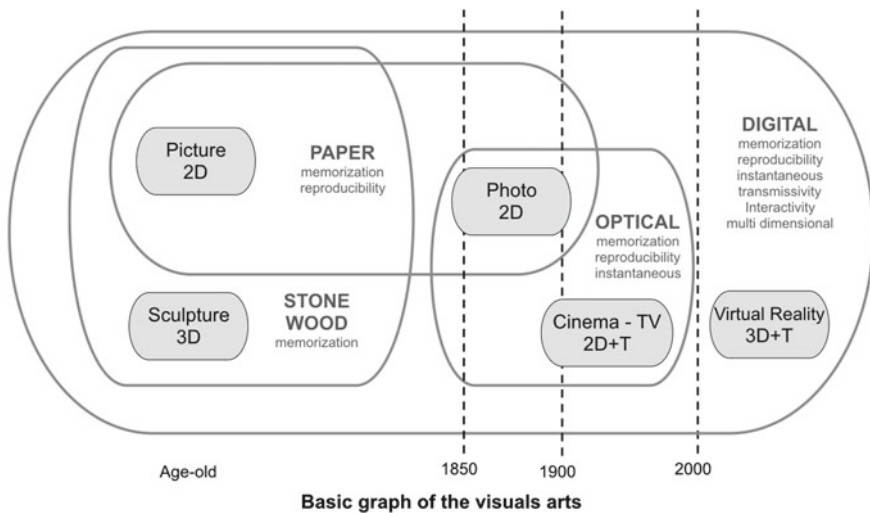 Picture
2D
PAPER
memorization
reproducibility
Photo
2D
DIGITAL
memorization
reproducibility
instantaneous
transmissivity
Interactivity
multi dimensional
OPTICAL
memorization
reproducibility
instantaneous
Sculpture
3D
STONE
WOOD
memorization
Cinema - TV
2D+T
Virtual Reality
3D+T
Age-old
1850
1900
2000
Basic graph of the visuals arts